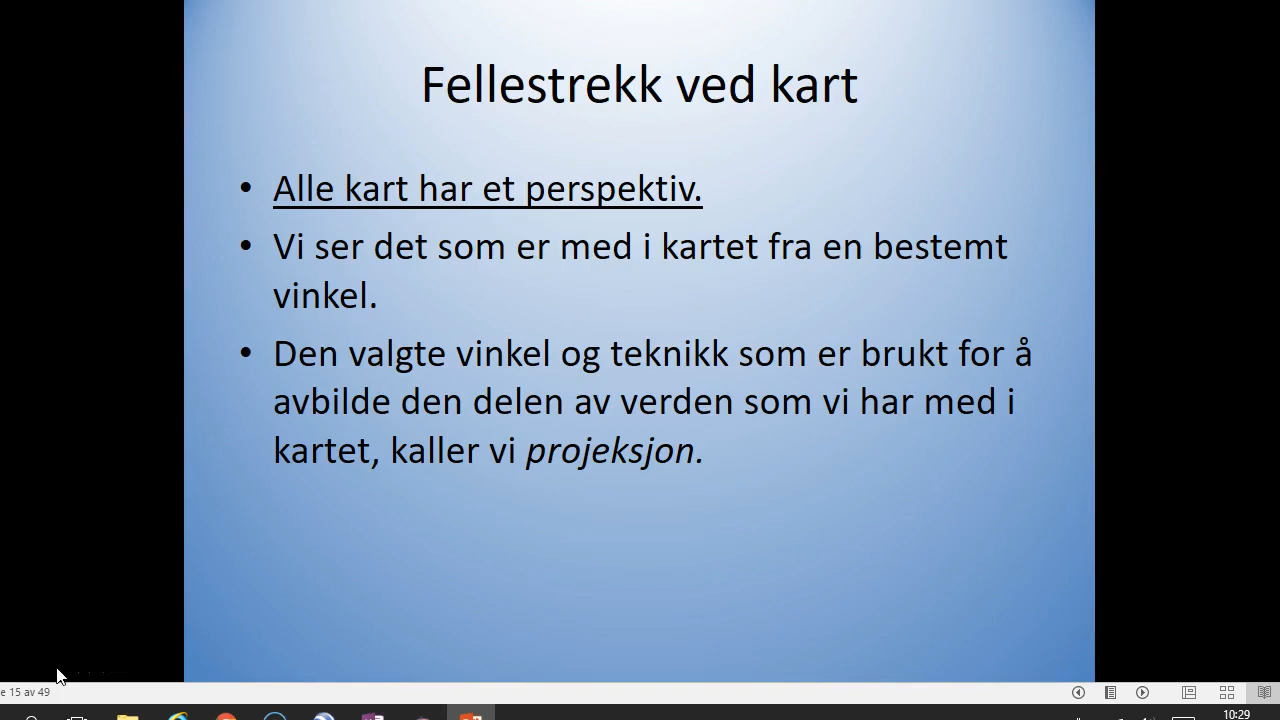 Fellestrekk ved kart
• Alle kart har et perspektiv.
• Vi ser det som er med i kartet fra en bestemt
vinkel.
• Den valgte vinkel og teknikk som er brukt for å
avbilde den delen av verden som vi har med i
kartet, kaller vi projeksjon.
e 15 av 49
10:29